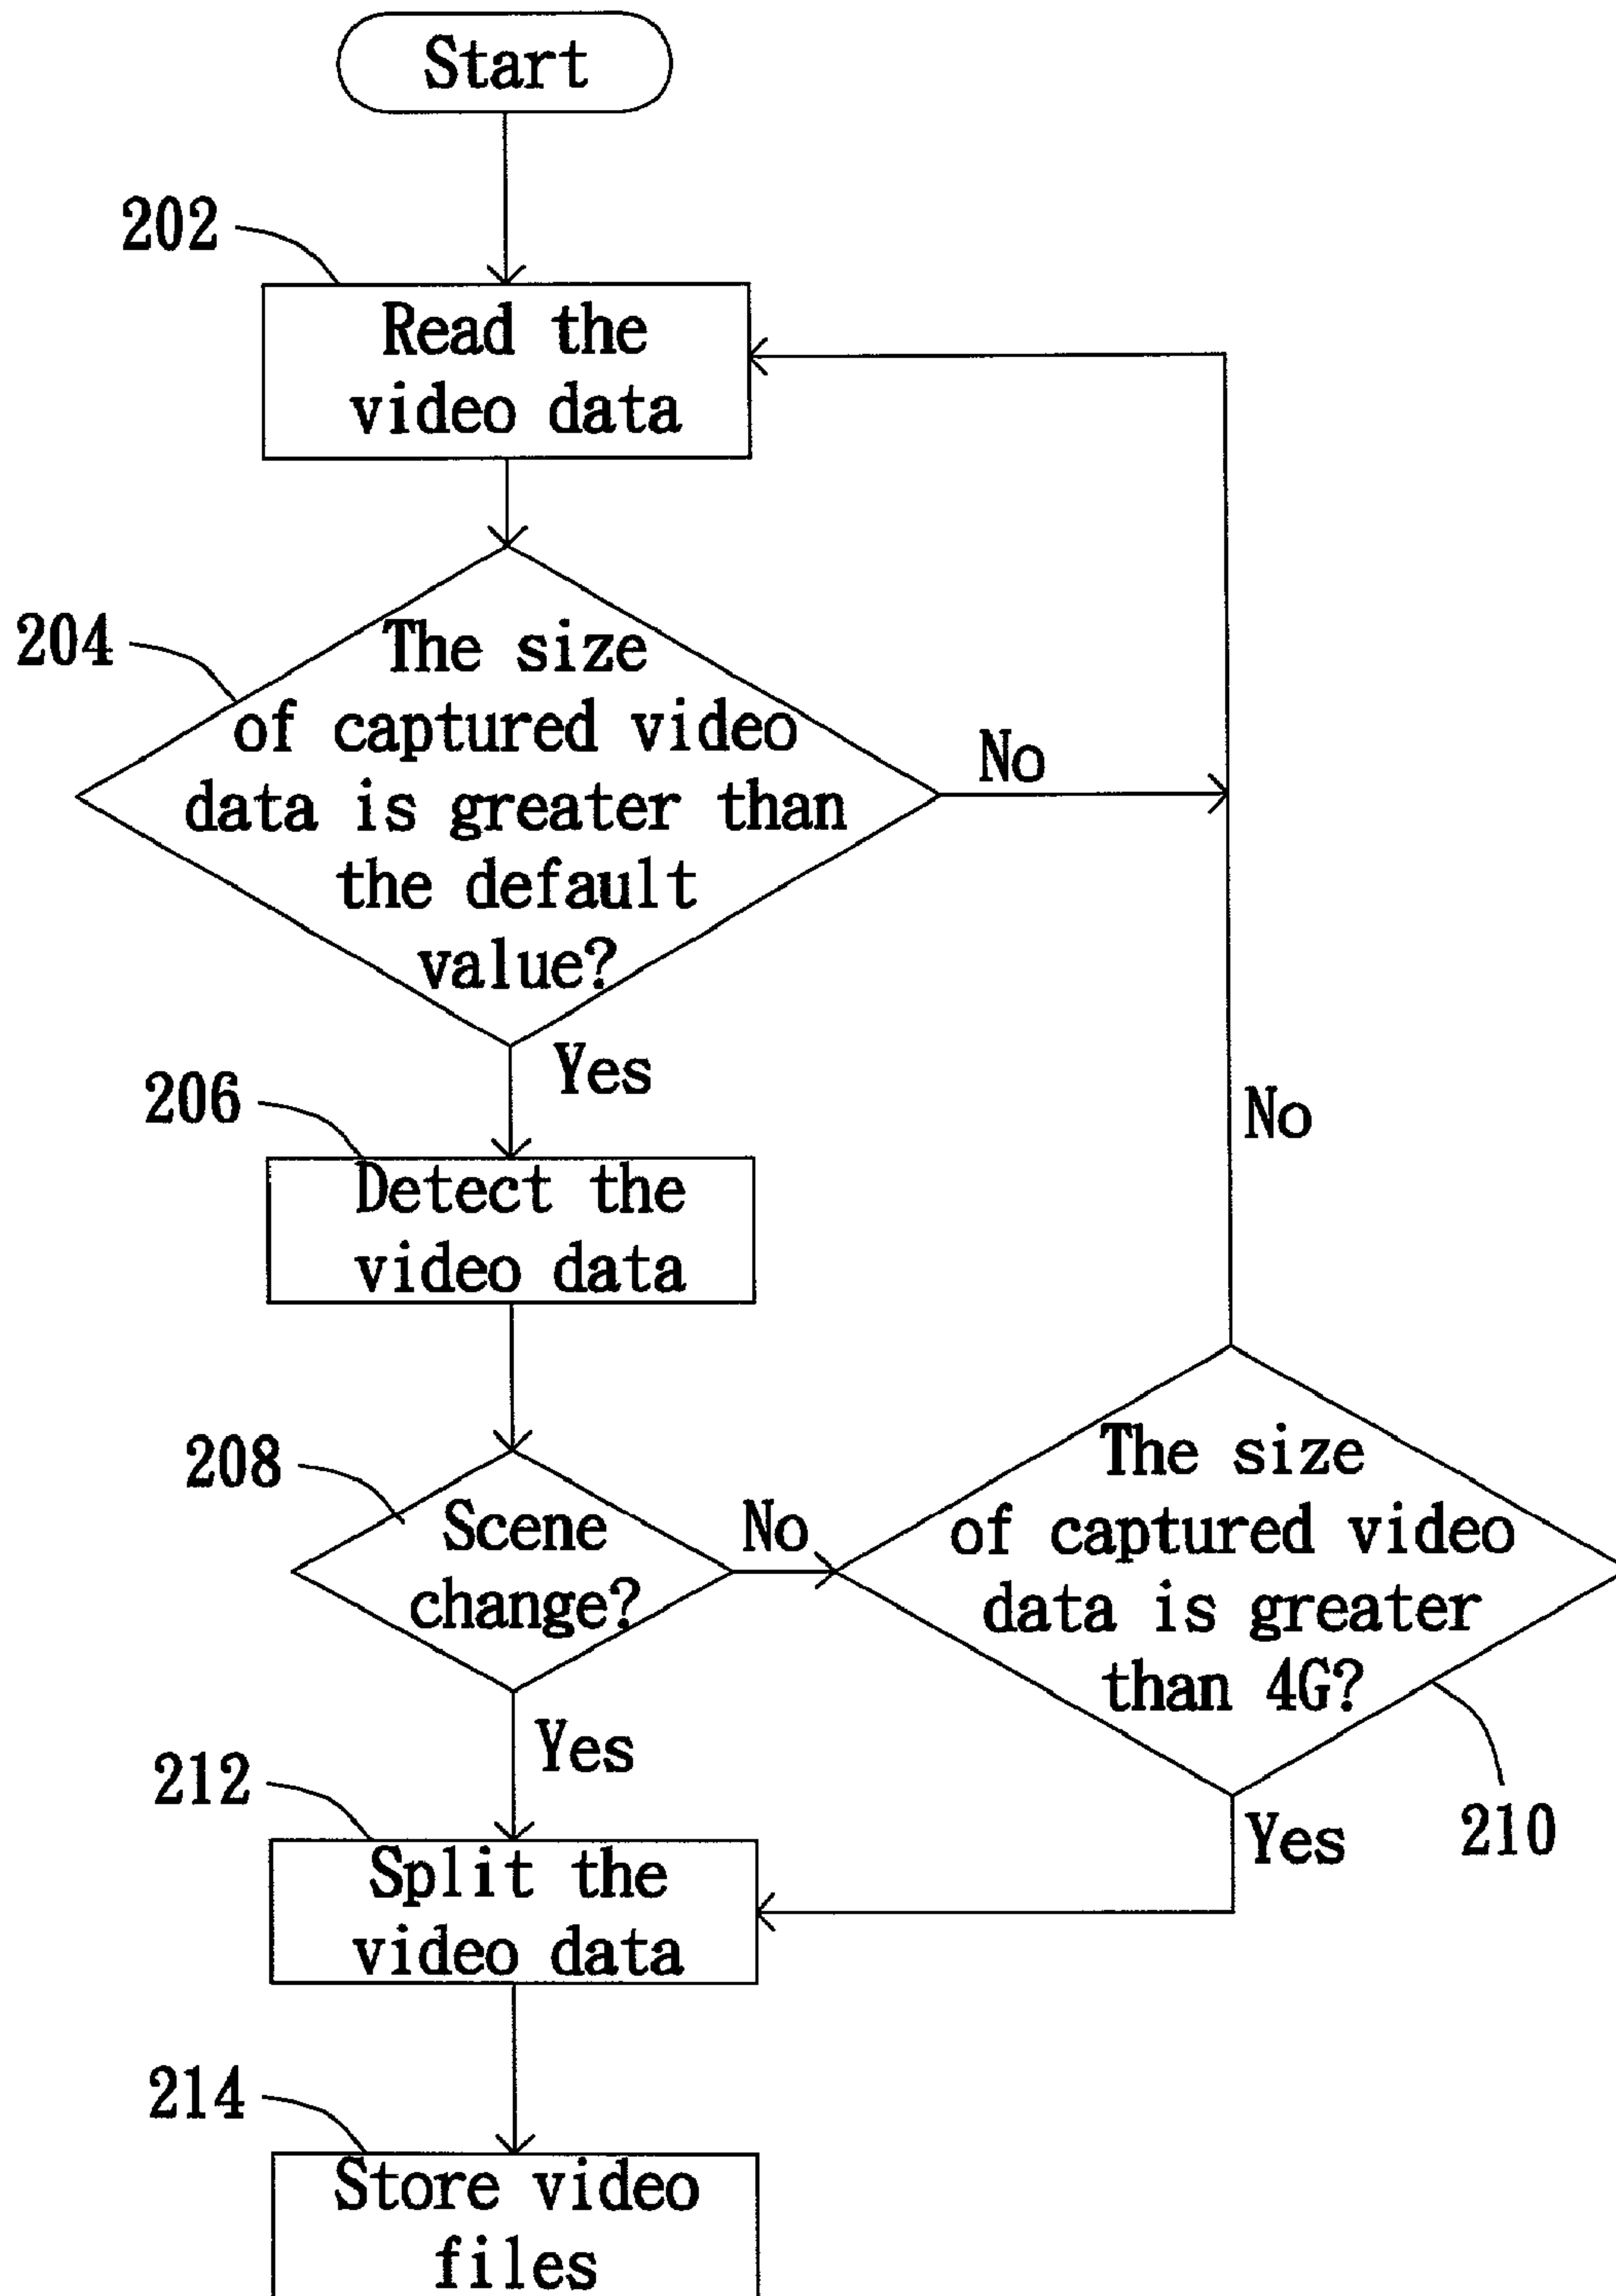 Start
202
Read the
video data
204
The size
of captured video
data is greater than
the default
value?
No
Yes
206
Detect the
video data
No
208
Scene
change?
No
The size
of captured video
data is greater
than 4G?
210
Yes
Yes
212
Split the
video data
214
Store video
files